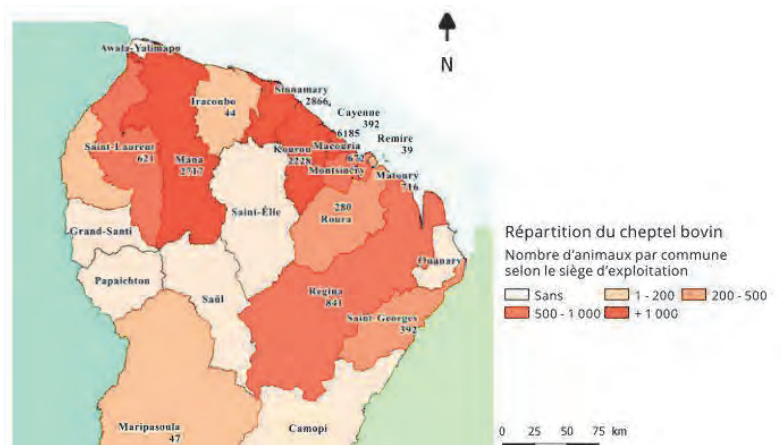 Awala-Yalimapo
N
Iracoubo
44
Sinnamary
2866
Cayenne
392
6185
Remire
39
Saint-Laurent
621
Mana
2717
Kourou
2228
Macouria
672
Montsinéry
Matoury
716
Saint-Élie
280
Roura
Grand-Santi
Ouanary
Papaichton
Saül
Régina
841
Saint-Georges
392
Maripasoula
47
Camopi
Répartition du cheptel bovin
Nombre d'animaux par commune
selon le siège d'exploitation
Sans 1 - 200 200 - 500
500 - 1 000 + 1 000
0 25 50 75 km